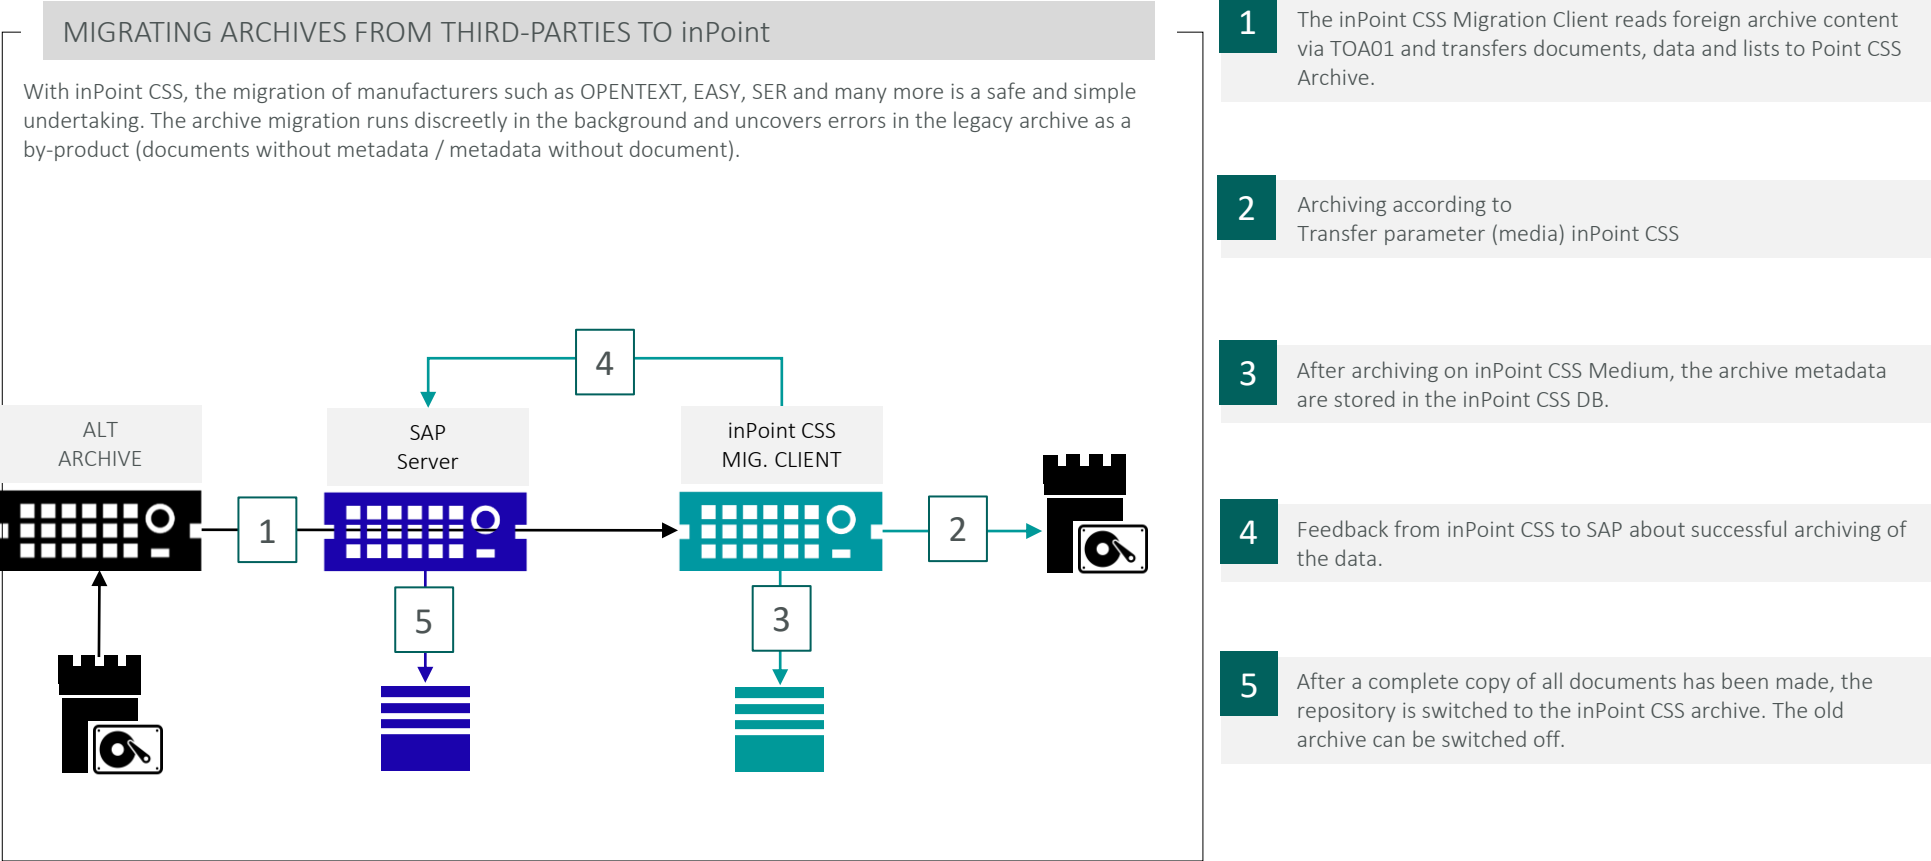 MIGRATING ARCHIVES FROM THIRD-PARTIES TO inPoint
With inPoint CSS, the migration of manufacturers such as OPENTEXT, EASY, SER and many more is a safe and simple
undertaking. The archive migration runs discreetly in the background and uncovers errors in the legacy archive as a
by-product (documents without metadata / metadata without document).
4
ALT
ARCHIVE
SAP
Server
inPoint CSS
MIG. CLIENT
1
2
5
3
1
The inPoint CSS Migration Client reads foreign archive content
via TOA01 and transfers documents, data and lists to Point CSS
Archive.
2
Archiving according to
Transfer parameter (media) inPoint CSS
3
After archiving on inPoint CSS Medium, the archive metadata
are stored in the inPoint CSS DB.
4
Feedback from inPoint CSS to SAP about successful archiving of
the data.
5
After a complete copy of all documents has been made, the
repository is switched to the inPoint CSS archive. The old
archive can be switched off.